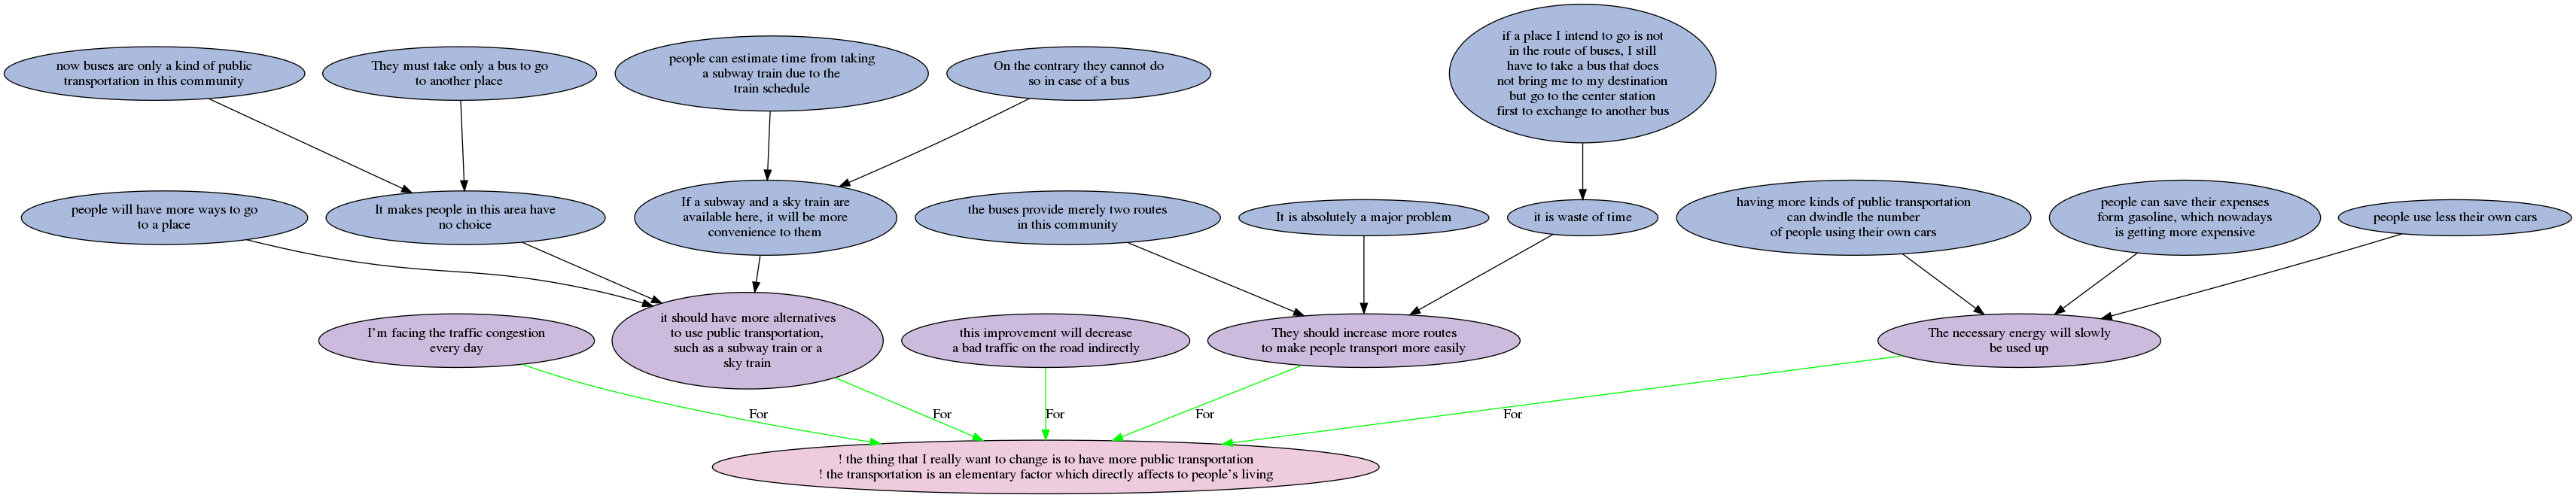 now buses are only a kind of public
transportation in this community
They must take only a bus to go
to another place
people can estimate time from taking
a subway train due to the
train schedule
On the contrary they cannot do
so in case of a bus
if a place I intend to go is not
in the route of buses, I still
have to take a bus that does
not bring me to my destination
but go to the center station
first to exchange to another bus
people will have more ways to go
to a place
It makes people in this area have
no choice
If a subway and a sky train are
available here, it will be more
convenience to them
the buses provide merely two routes
in this community
It is absolutely a major problem
it is waste of time
having more kinds of public transportation
can dwindle the number
of people using their own cars
people can save their expenses
form gasoline, which nowadays
is getting more expensive
people use less their own cars
I'm facing the traffic congestion
every day
it should have more alternatives
to use public transportation,
such as a subway train or a
sky train
this improvement will decrease
a bad traffic on the road indirectly
They should increase more routes
to make people transport more easily
The necessary energy will slowly
be used up
For
For
For
For
For
! the thing that I really want to change is to have more public transportation
! the transportation is an elementary factor which directly affects to people's living